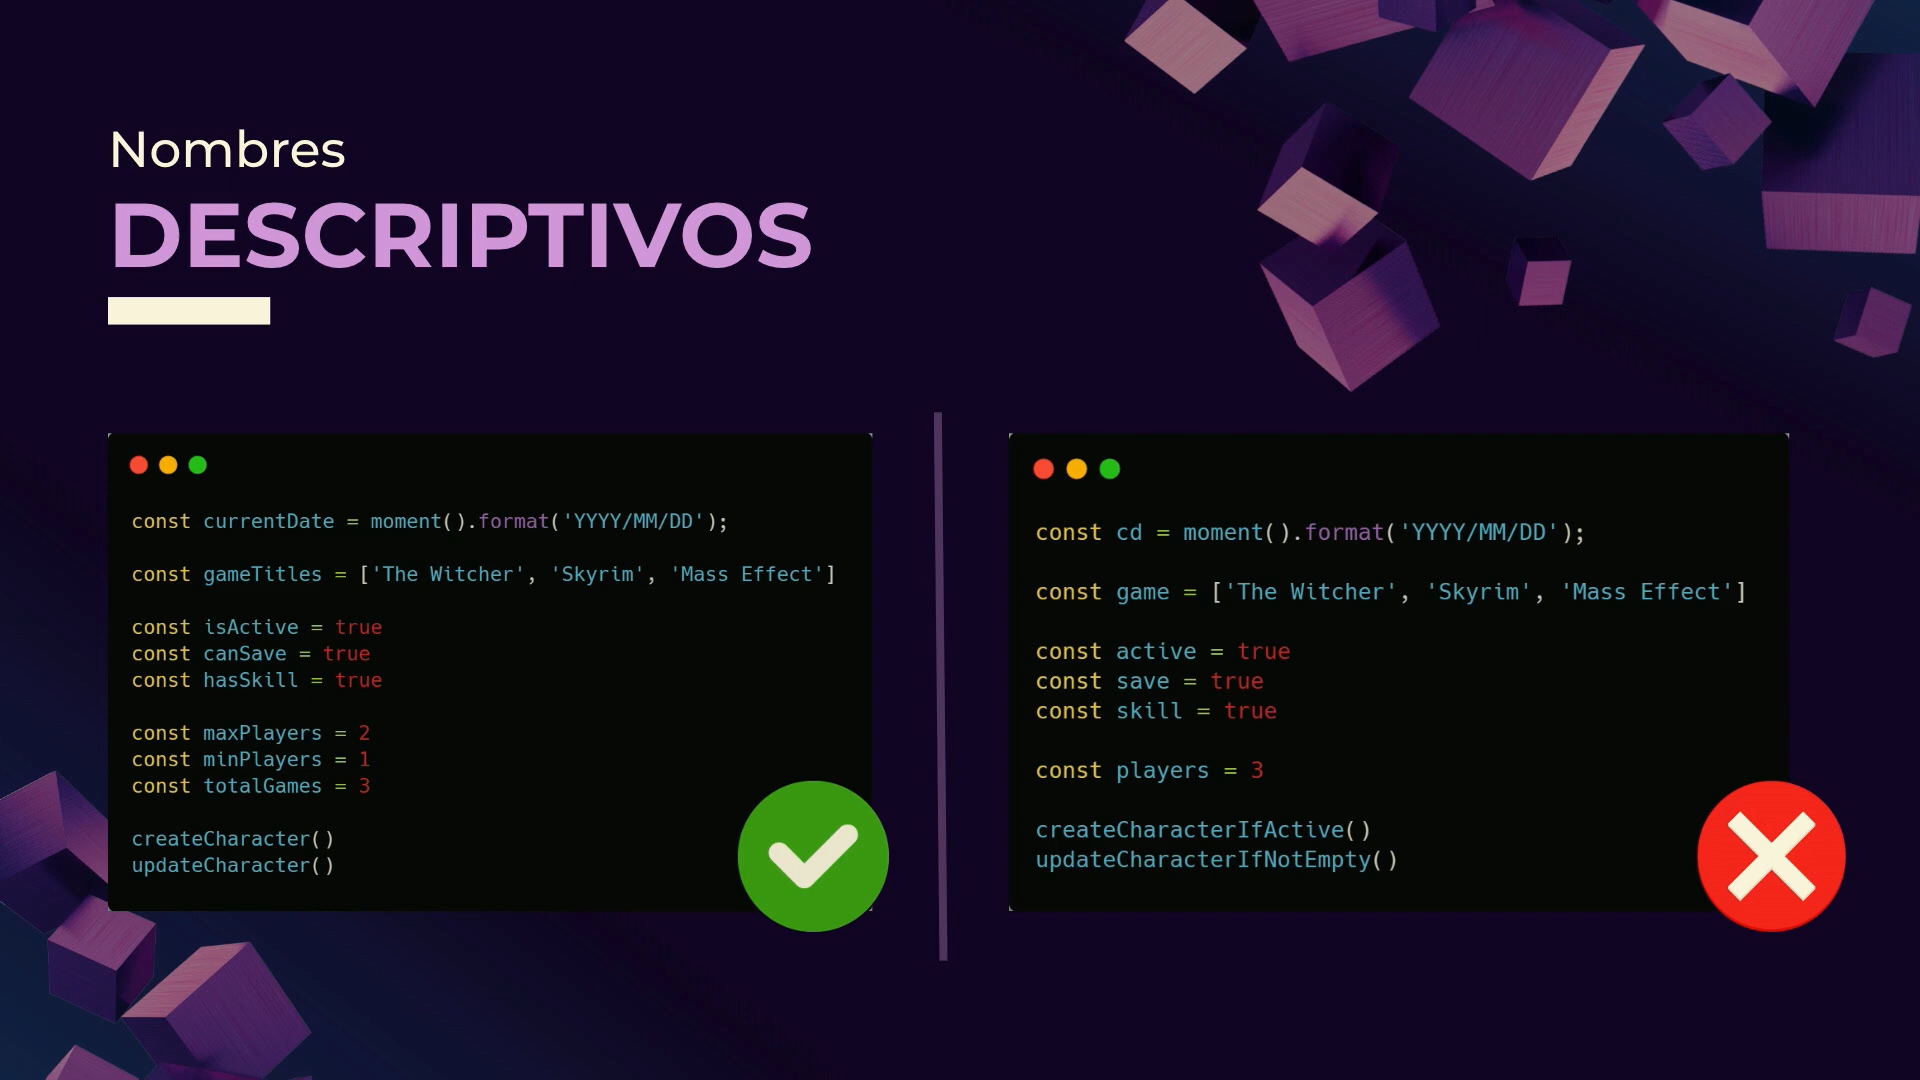 Nombres
DESCRIPTIVOS
const currentDate = moment().format('YYYY/MM/DD');
const gameTitles = ['The Witcher', 'Skyrim', 'Mass Effect']
const isActive = true
const canSave = true
const hasSkill = true
const maxPlayers = 2
const minPlayers = 1
const totalGames = 3
createCharacter()
updateCharacter()
const cd = moment().format('YYYY/MM/DD');
const game = ['The Witcher', 'Skyrim', 'Mass Effect']
const active = true
const save = true
const skill = true
const players = 3
createCharacterIfActive()
updateCharacterIfNotEmpty()